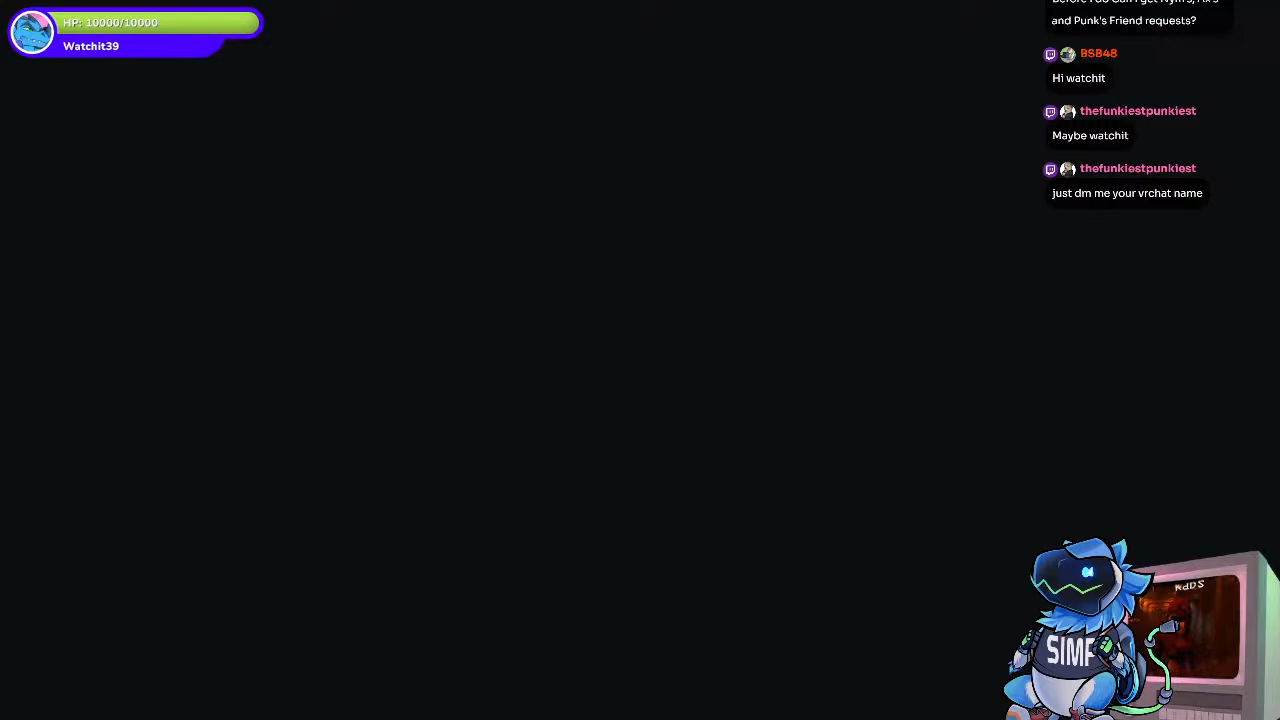 HP: 10000/10000
Watchit39
and Punk's Friend requests?
BSB48
Hi watchit
thefunkiestpunkiest
Maybe watchit
thefunkiestpunkiest
just dm me your vrchat name
SIMP